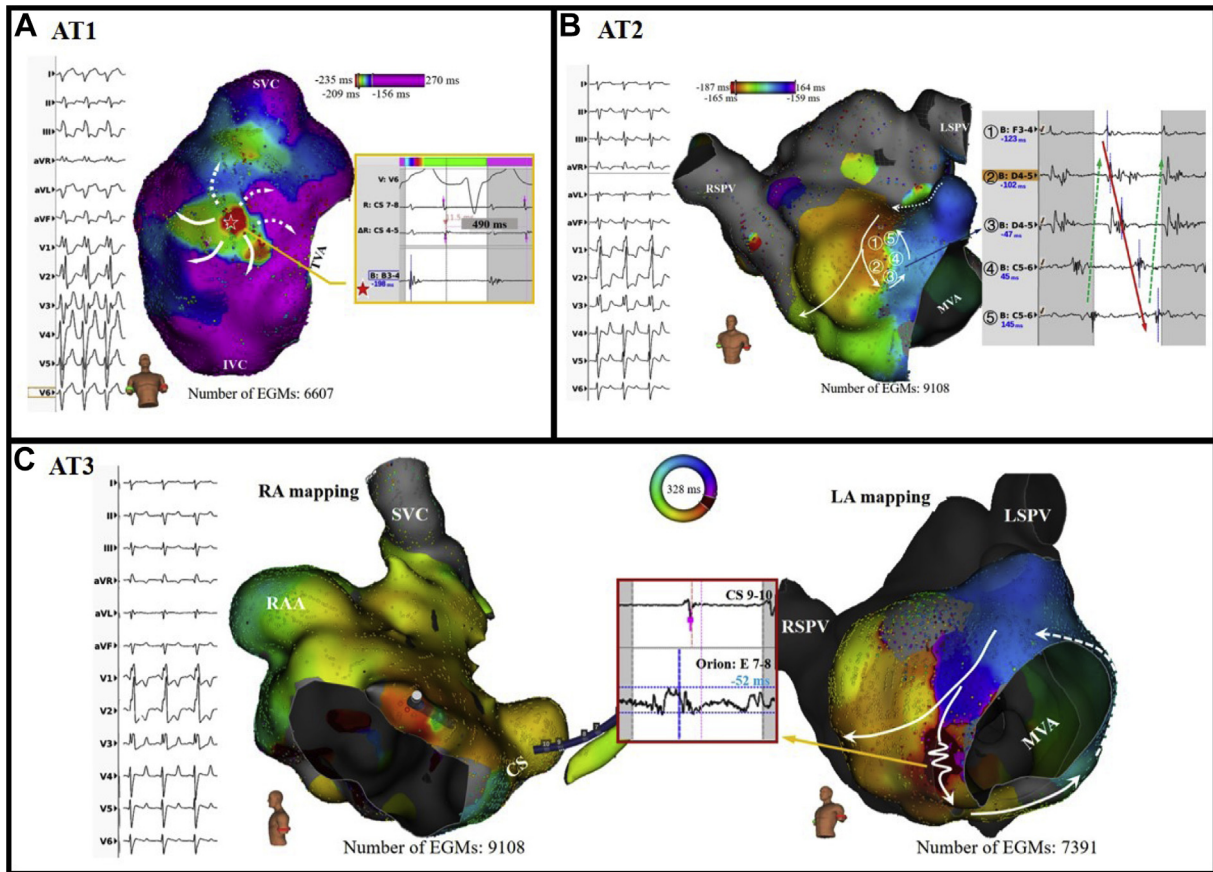 A AT1
I
II
III
aVR
aVL
aVF
V1
V2
V3
V4
V5
V6
SVC
-235 ms
270 ms
-209 ms
-156 ms
TVA
IVC
V: V6
R: CS 7-8
490 ms
ΔR: CS 4-5
B: B3-4
-198 ms
Number of EGMs: 6607
B AT2
I
II
III
aVR
aVL
aVF
V1
V2
V3
V4
V5
V6
-187 ms
164 ms
-165 ms
-159 ms
LSPV
RSPV
MVA
① ② ③ ④ ⑤
① B: F3-4
-123 ms
② B: D4-5
-102 ms
③ B: D4-5
-47 ms
④ B: C5-6
45 ms
⑤ B: C5-6
145 ms
Number of EGMs: 9108
C AT3
I
II
III
aVR
aVL
aVF
V1
V2
V3
V4
V5
V6
RA mapping
SVC
RAA
CS
Number of EGMs: 9108
328 ms
CS 9-10
Orion: E 7-8
-52 ms
LA mapping
LSPV
RSPV
MVA
Number of EGMs: 7391